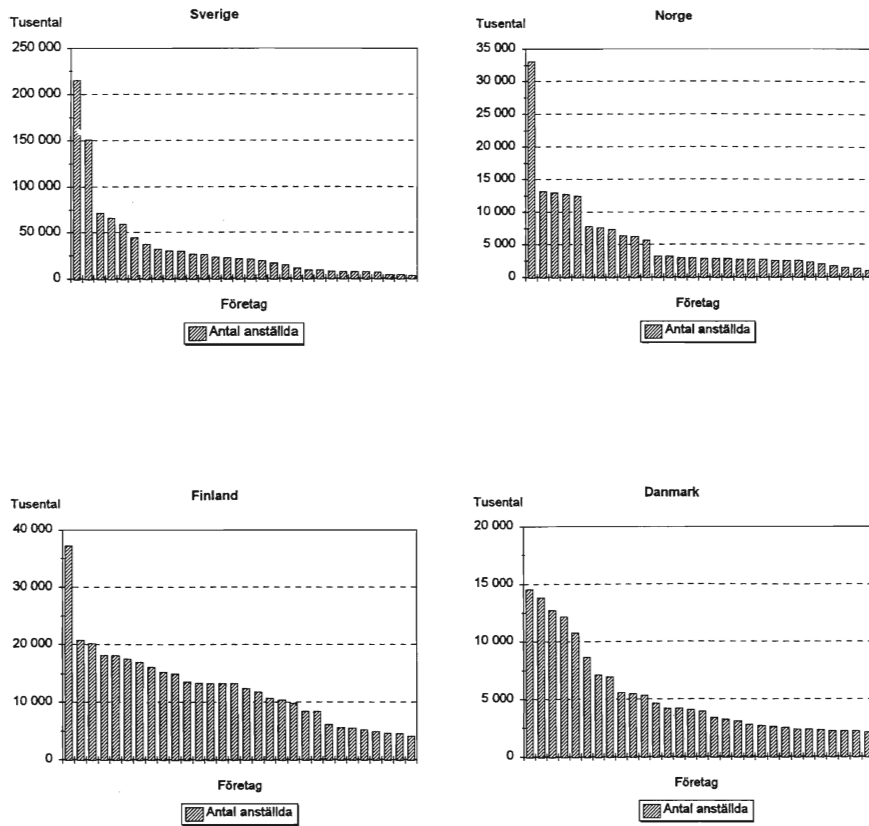 Sverige
Tusental
250 000
200 000
150 000
100 000
50 000
0
Företag
Antal anställda
Norge
Tusental
35 000
30 000
25 000
20 000
15 000
10 000
5 000
0
Företag
Antal anställda
Finland
Tusental
40 000
30 000
20 000
10 000
0
Företag
Antal anställda
Danmark
Tusental
20 000
15 000
10 000
5 000
0
Företag
Antal anställda